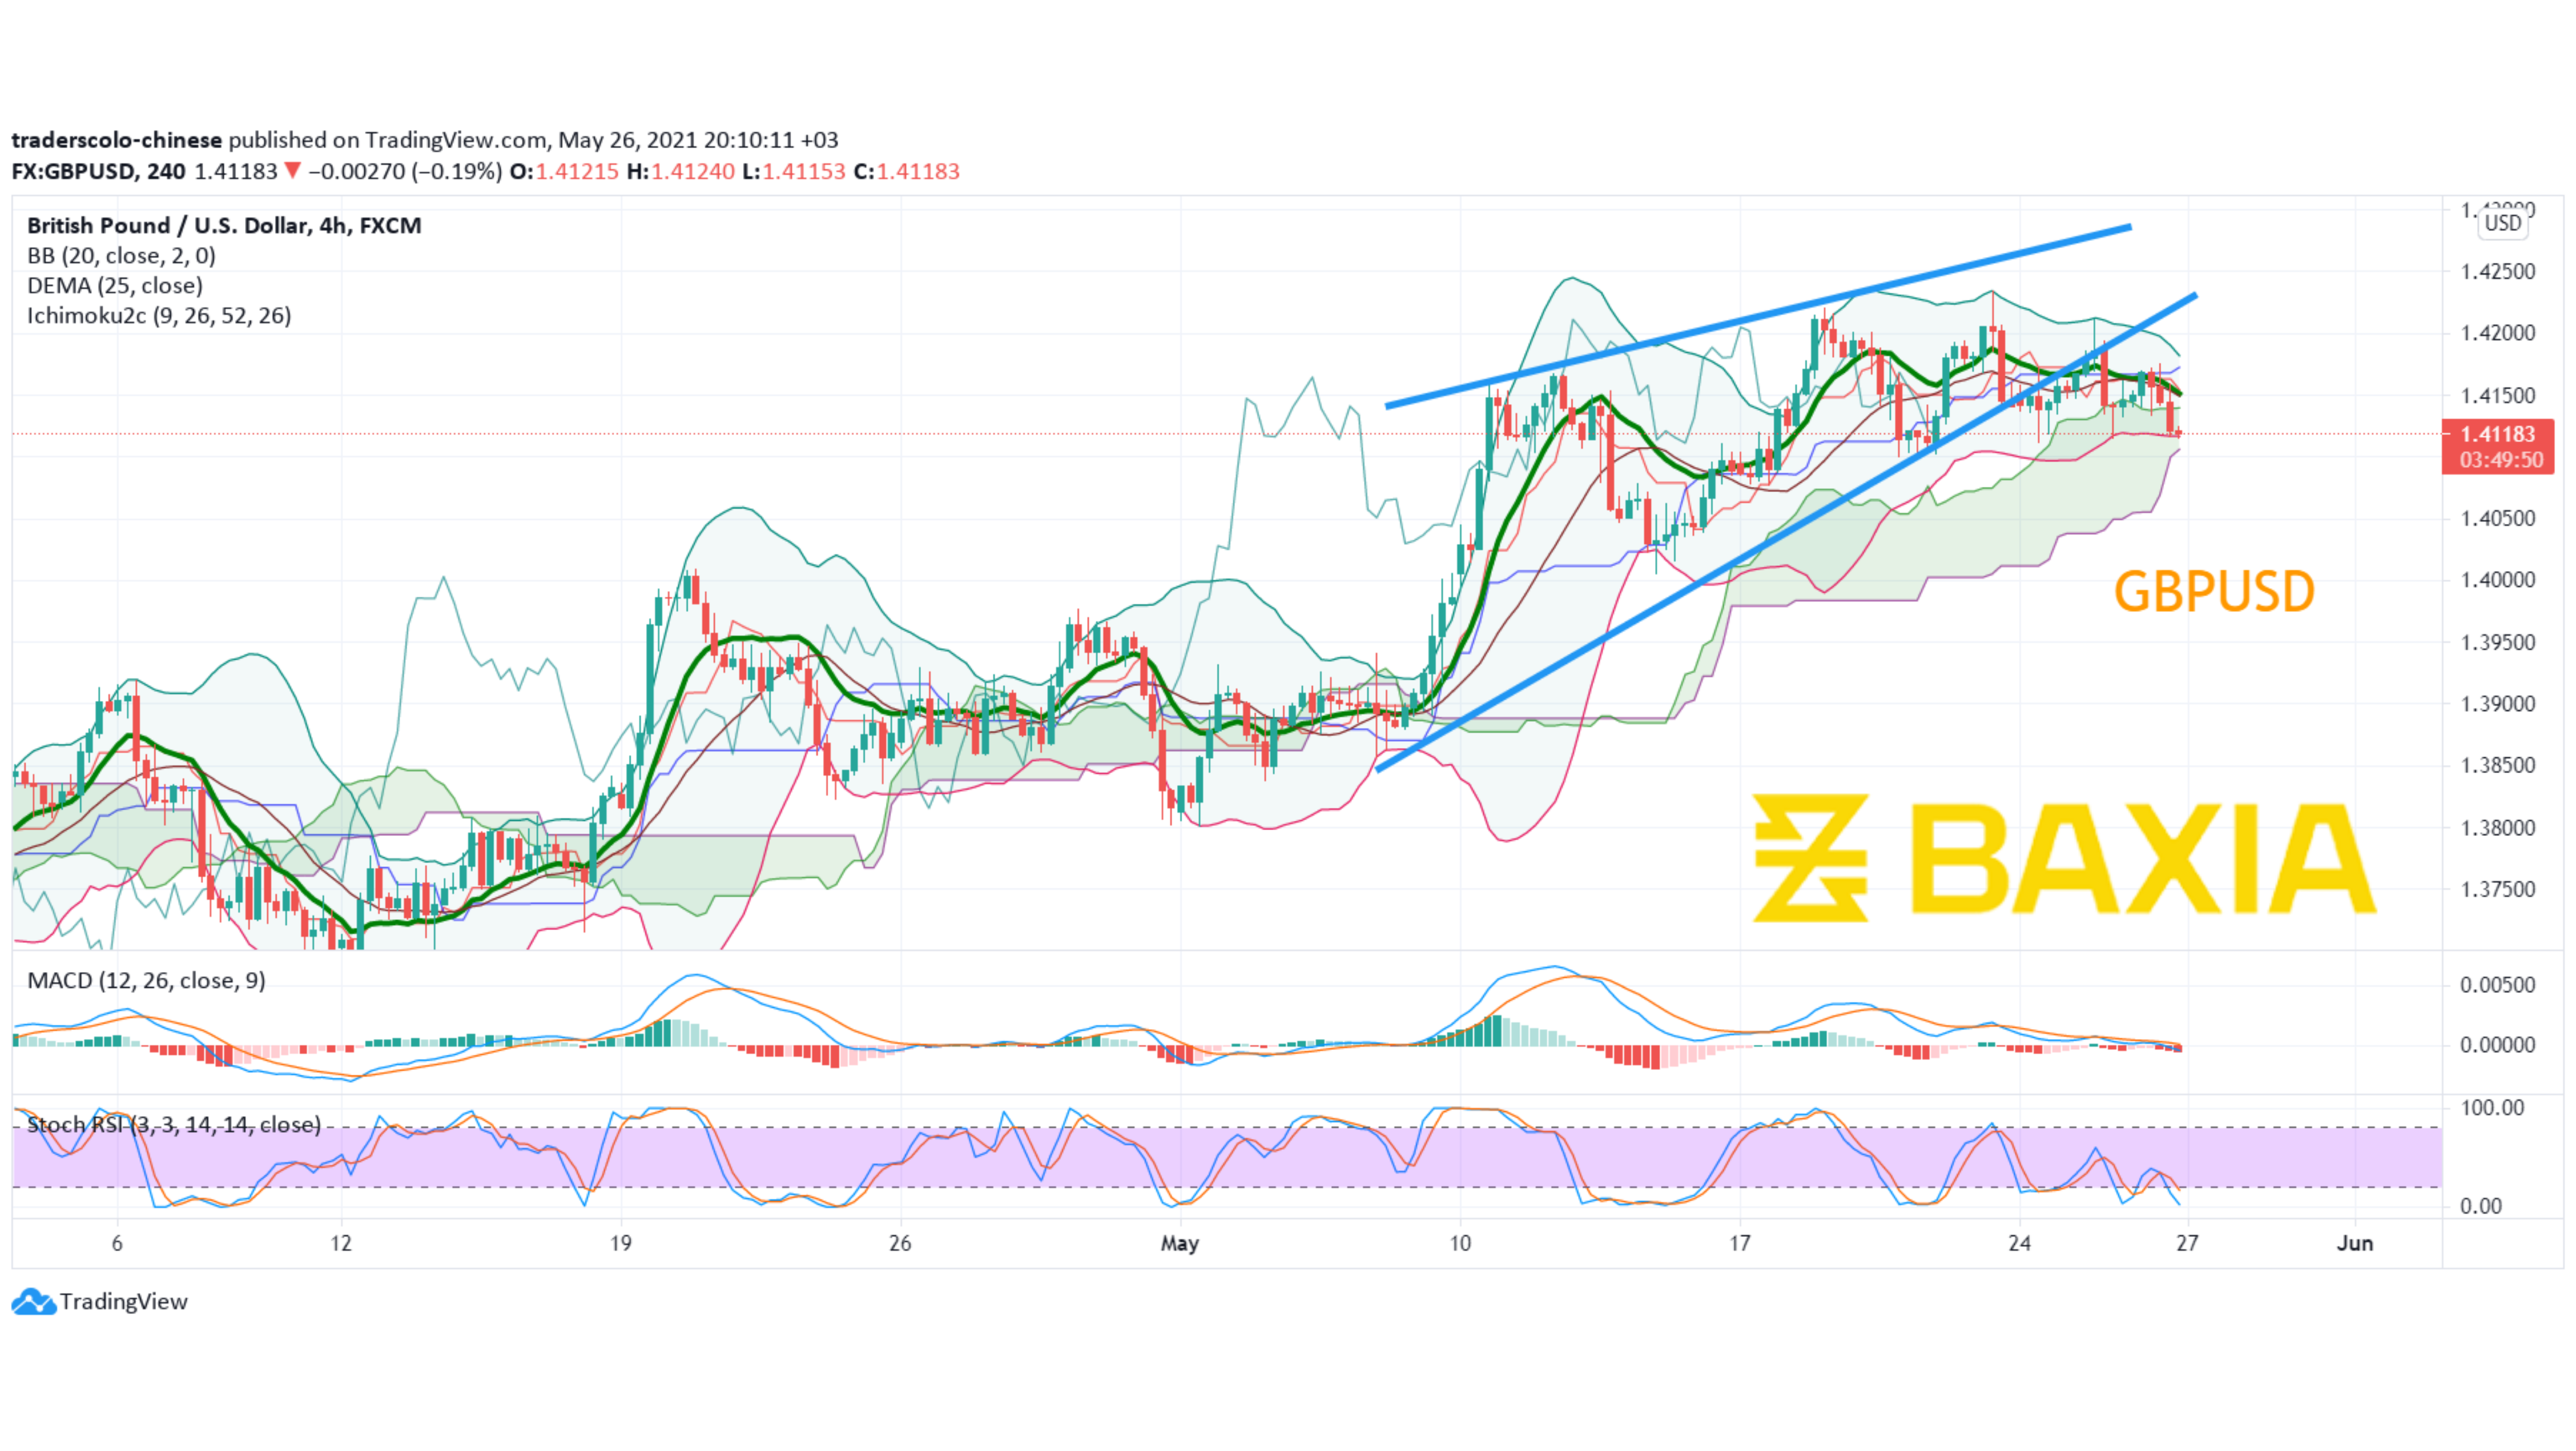 traderscolo-chinese published on TradingView.com, May 26, 2021 20:10:11 +03
FX:GBPUSD, 240 1.41183 ▼ −0.00270 (−0.19%) O:1.41215 H:1.41240 L:1.41153 C:1.41183
British Pound / U.S. Dollar, 4h, FXCM
BB (20, close, 2, 0)
DEMA (25, close)
Ichimoku2c (9, 26, 52, 26)
USD
1.42500
1.42000
1.41500
1.41183
03:49:50
1.40500
1.40000
1.39500
1.39000
1.38500
1.38000
1.37500
GBPUSD
BAXIA
MACD (12, 26, close, 9)
0.00500
0.00000
Stoch RSI (3, 3, 14, 14, close)
100.00
0.00
6 12 19 26 May 10 17 24 27 Jun
TradingView